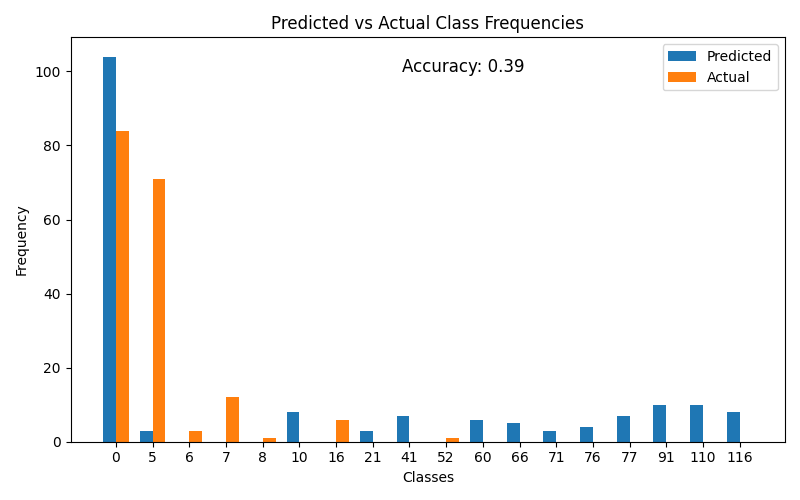 Predicted vs Actual Class Frequencies
Accuracy: 0.39
Predicted
Actual
100
80
60
40
20
0
Frequency
0 5 6 7 8 10 16 21 41 52 60 66 71 76 77 91 110 116
Classes